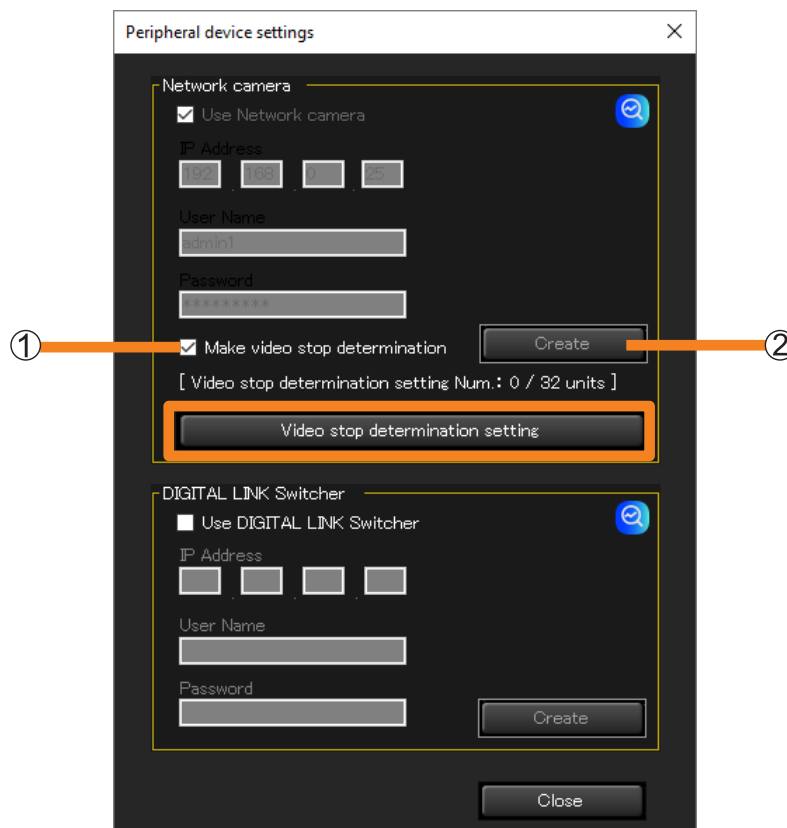 Peripheral device settings
Network camera
Use Network camera
IP Address
192 . 168 . 0 . 25
User Name
admin1
Password
*********
① Make video stop determination Create ②
[ Video stop determination setting Num.: 0 / 32 units ]
Video stop determination setting
DIGITAL LINK Switcher
Use DIGITAL LINK Switcher
IP Address
. . .
User Name
Password
Create
Close